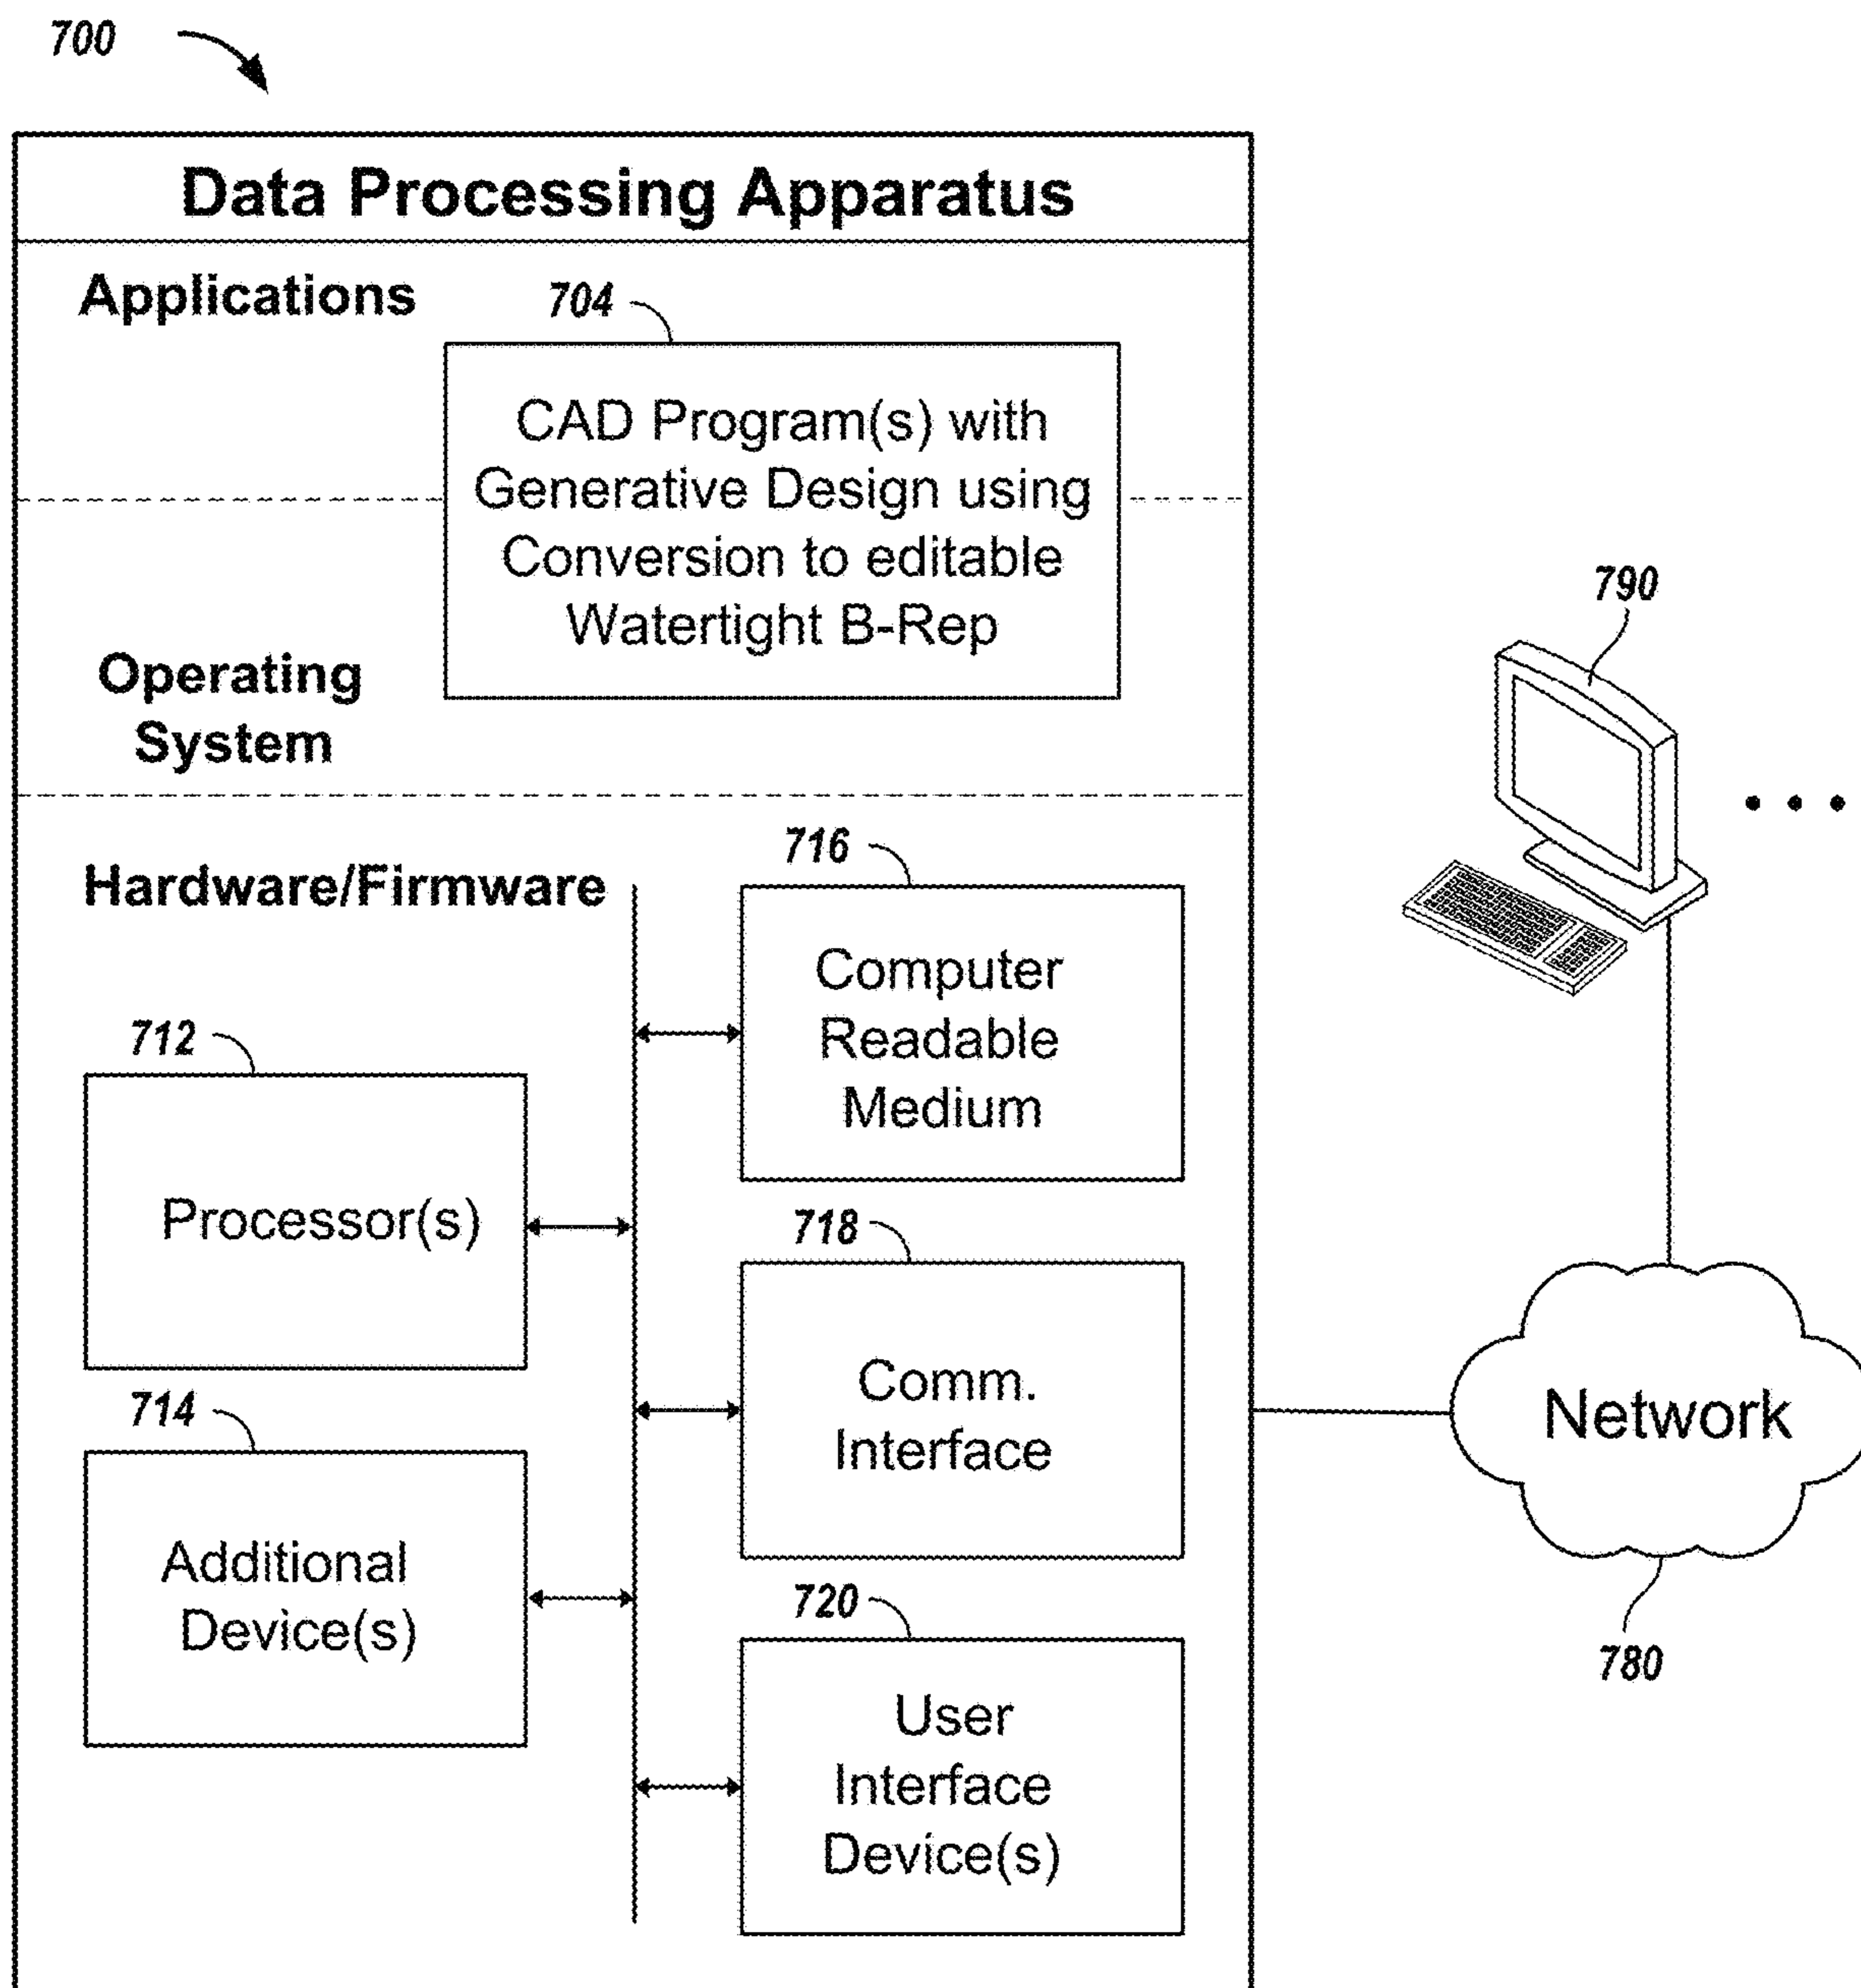 700
Data Processing Apparatus
Applications
704
CAD Program(s) with
Generative Design using
Conversion to editable
Watertight B-Rep
Operating
System
790
Hardware/Firmware
716
Computer
Readable
Medium
712
Processor(s)
718
Comm.
Interface
Network
714
Additional
Device(s)
720
User
Interface
Device(s)
780